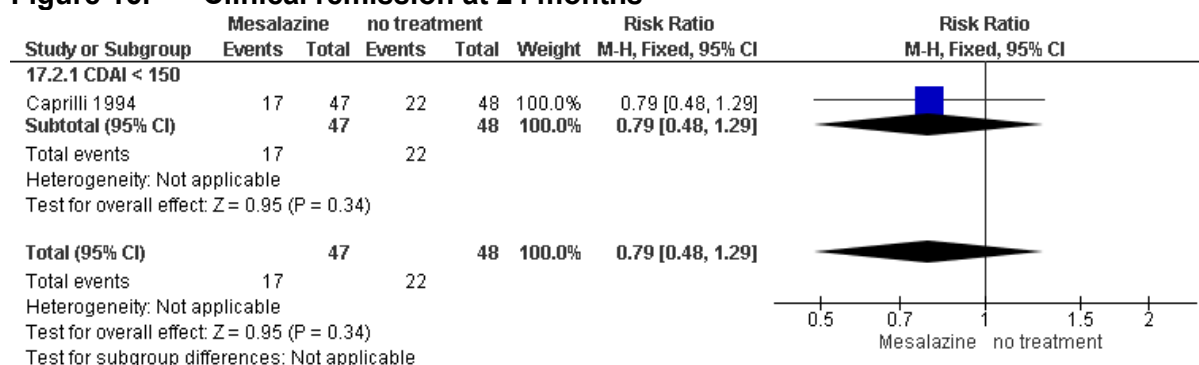 Clinical remission at 24 months
Mesalazine no treatment Risk Ratio Risk Ratio
Study or Subgroup Events Total Events Total Weight M-H, Fixed, 95% CI M-H, Fixed, 95% CI
17.2.1 CDAI < 150
Caprilli 1994 17 47 22 48 100.0% 0.79 [0.48, 1.29]
Subtotal (95% CI) 47 48 100.0% 0.79 [0.48, 1.29]
Total events 17 22
Heterogeneity: Not applicable
Test for overall effect: Z = 0.95 (P = 0.34)
Total (95% CI) 47 48 100.0% 0.79 [0.48, 1.29]
Total events 17 22
Heterogeneity: Not applicable
Test for overall effect: Z = 0.95 (P = 0.34)
Test for subgroup differences: Not applicable
0.5 0.7 1 1.5 2
Mesalazine no treatment